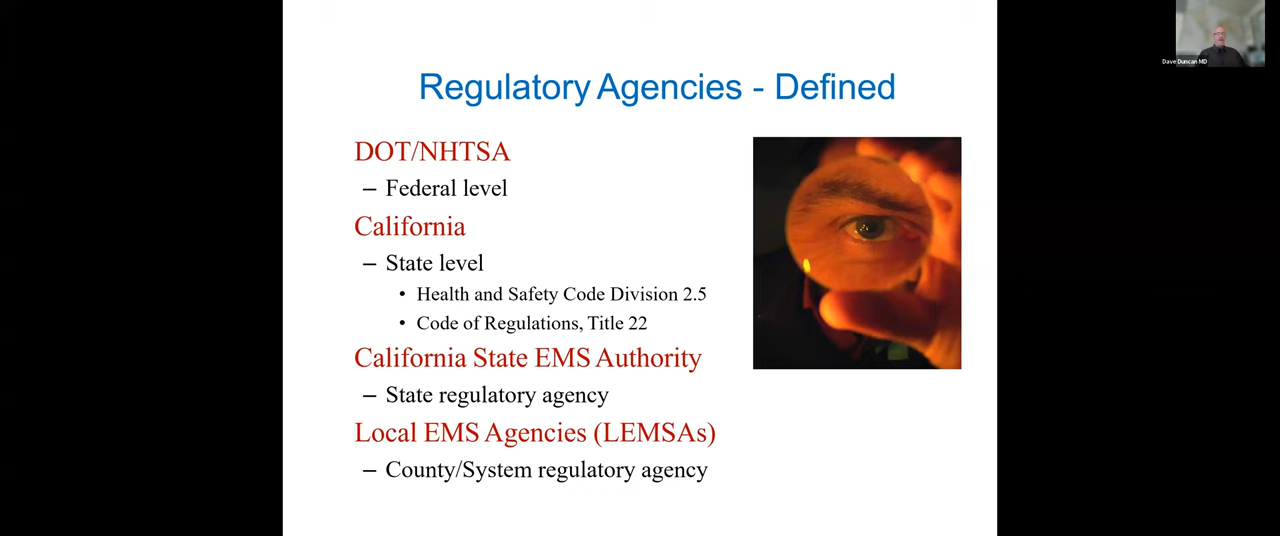 Regulatory Agencies - Defined
DOT/NHTSA
– Federal level
California
– State level
• Health and Safety Code Division 2.5
• Code of Regulations, Title 22
California State EMS Authority
– State regulatory agency
Local EMS Agencies (LEMSAs)
– County/System regulatory agency
Dave Duncan MD